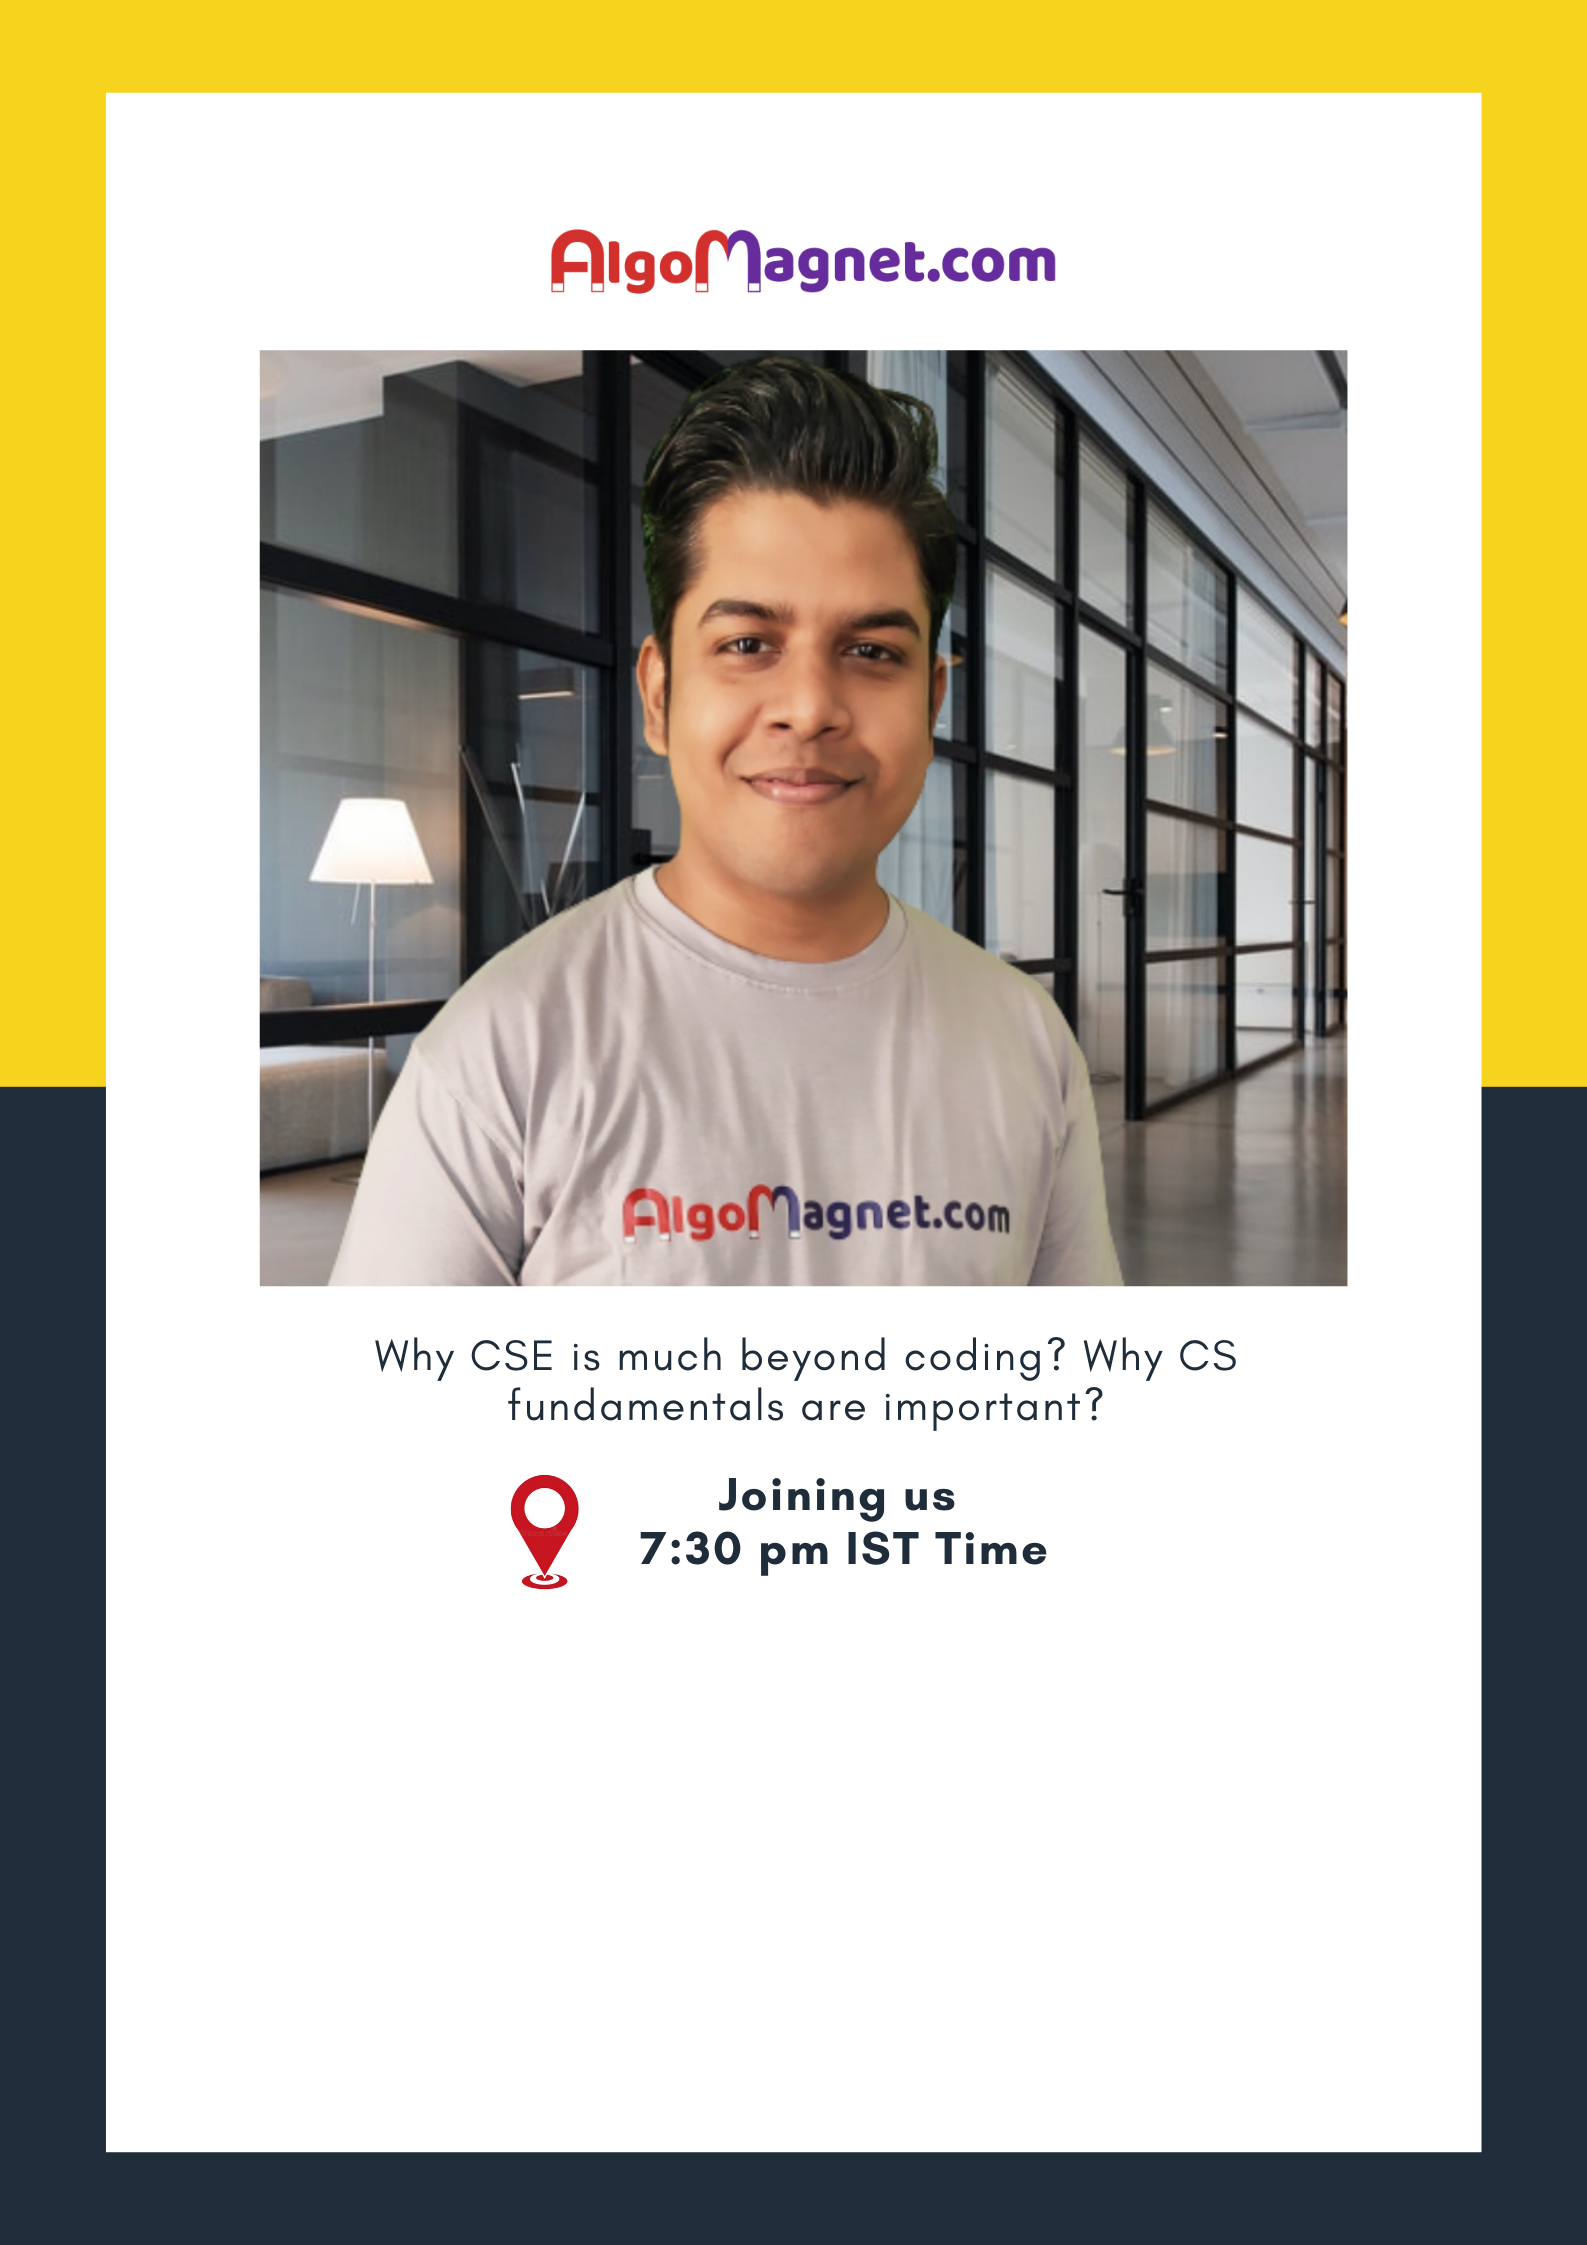 AlgoMagnet.com
AlgoMagnet.com
Why CSE is much beyond coding? Why CS
fundamentals are important?
Joining us
7:30 pm IST Time